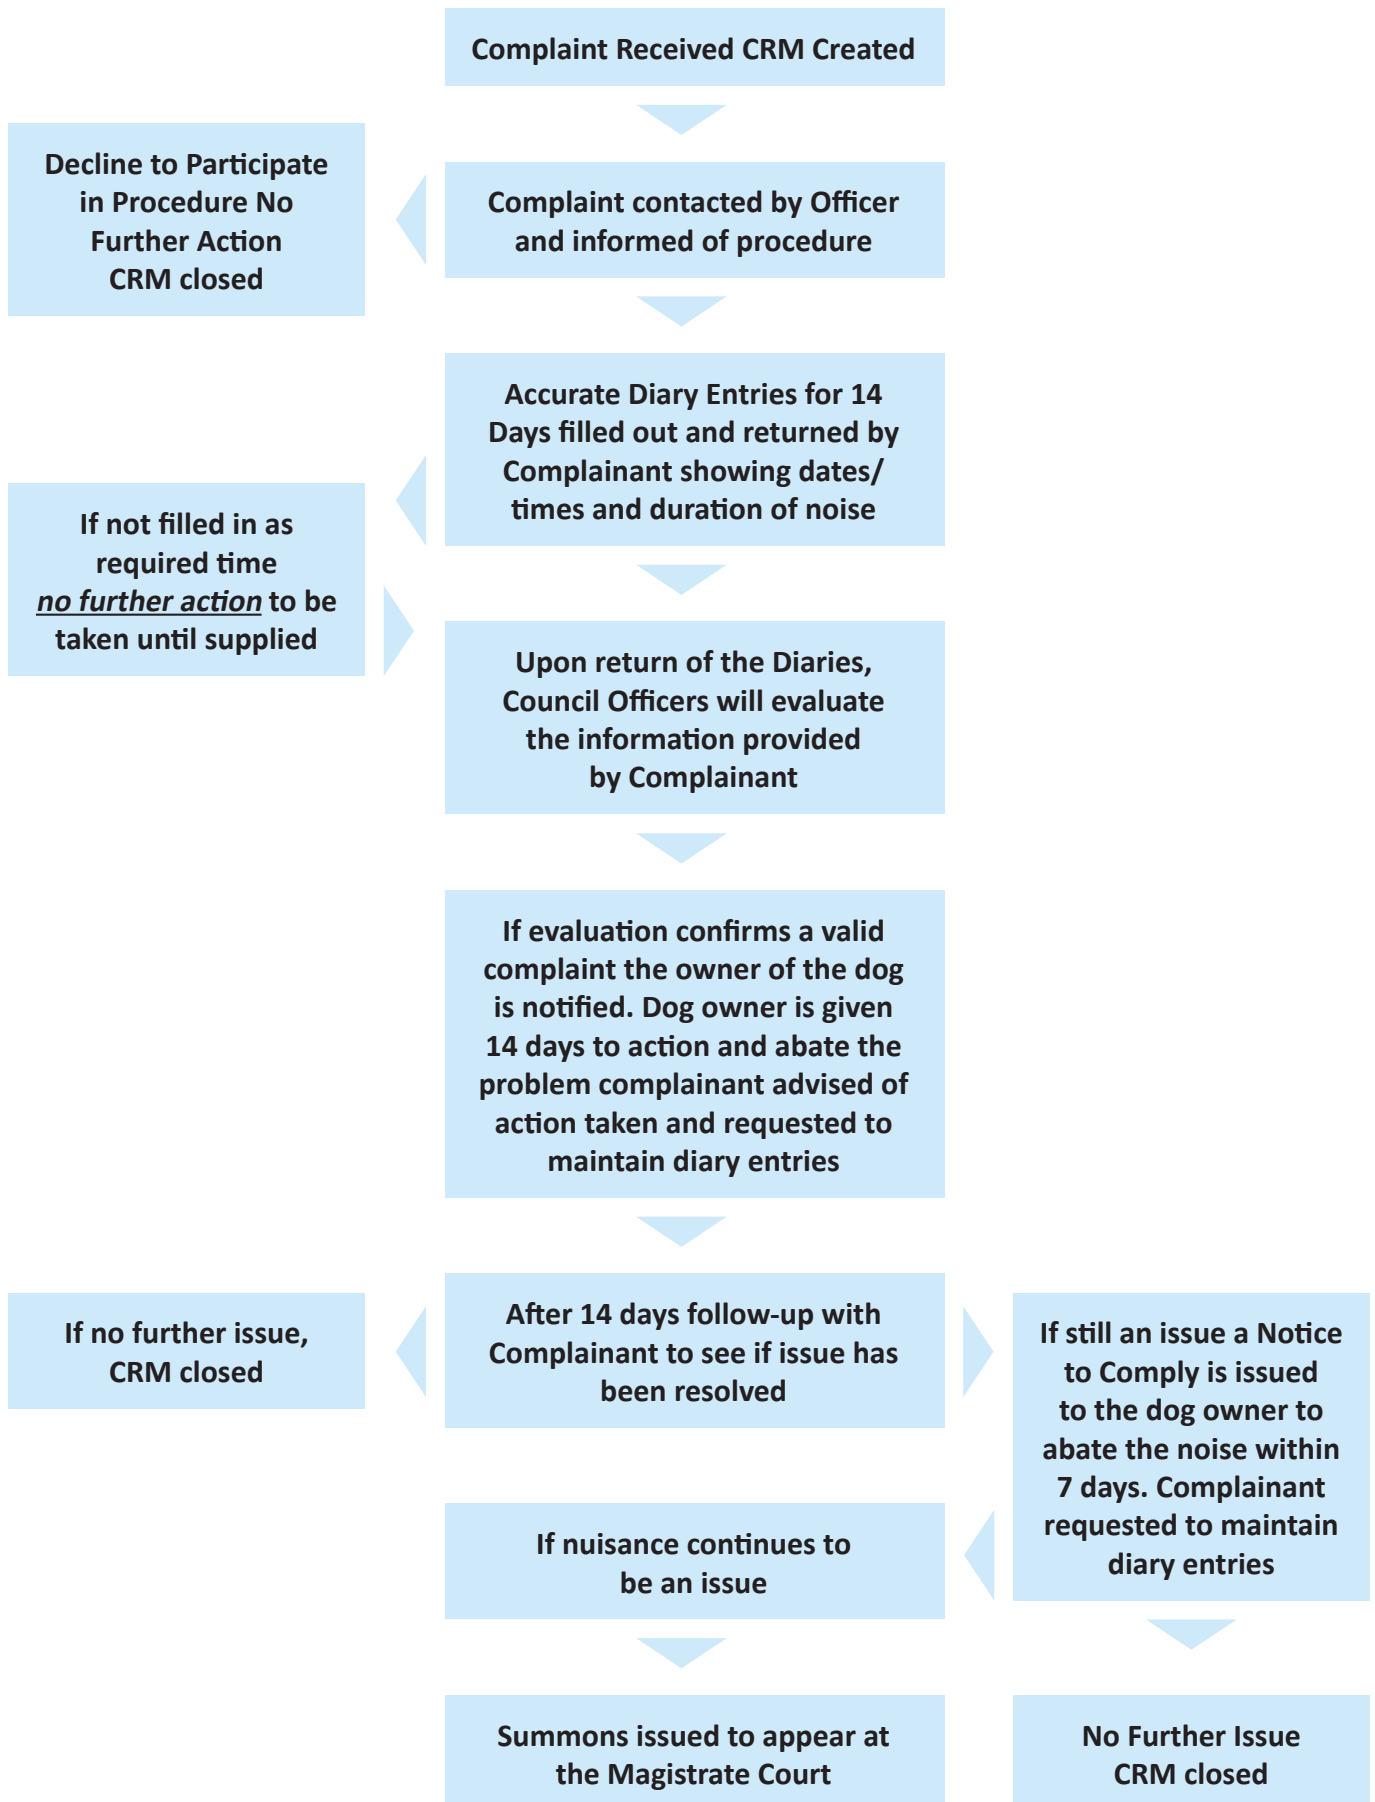 Complaint Received CRM Created
Decline to Participate
in Procedure No
Further Action
CRM closed
Complaint contacted by Officer
and informed of procedure
Accurate Diary Entries for 14
Days filled out and returned by
Complainant showing dates/
times and duration of noise
If not filled in as
required time
no further action to be
taken until supplied
Upon return of the Diaries,
Council Officers will evaluate
the information provided
by Complainant
If evaluation confirms a valid
complaint the owner of the dog
is notified. Dog owner is given
14 days to action and abate the
problem complainant advised of
action taken and requested to
maintain diary entries
If no further issue,
CRM closed
After 14 days follow-up with
Complainant to see if issue has
been resolved
If still an issue a Notice
to Comply is issued
to the dog owner to
abate the noise within
7 days. Complainant
requested to maintain
diary entries
If nuisance continues to
be an issue
Summons issued to appear at
the Magistrate Court
No Further Issue
CRM closed